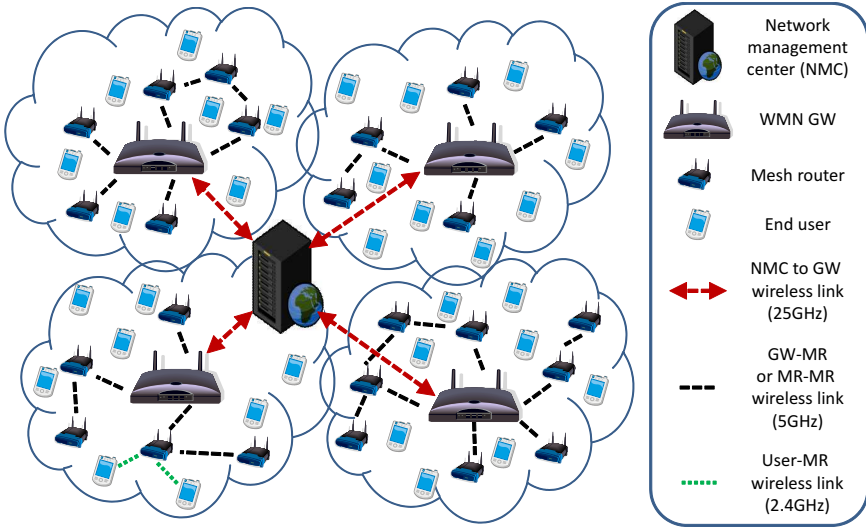 Network
management
center (NMC)
WMN GW
Mesh router
End user
NMC to GW
wireless link
(25GHz)
GW-MR
or MR-MR
wireless link
(5GHz)
User-MR
wireless link
(2.4GHz)